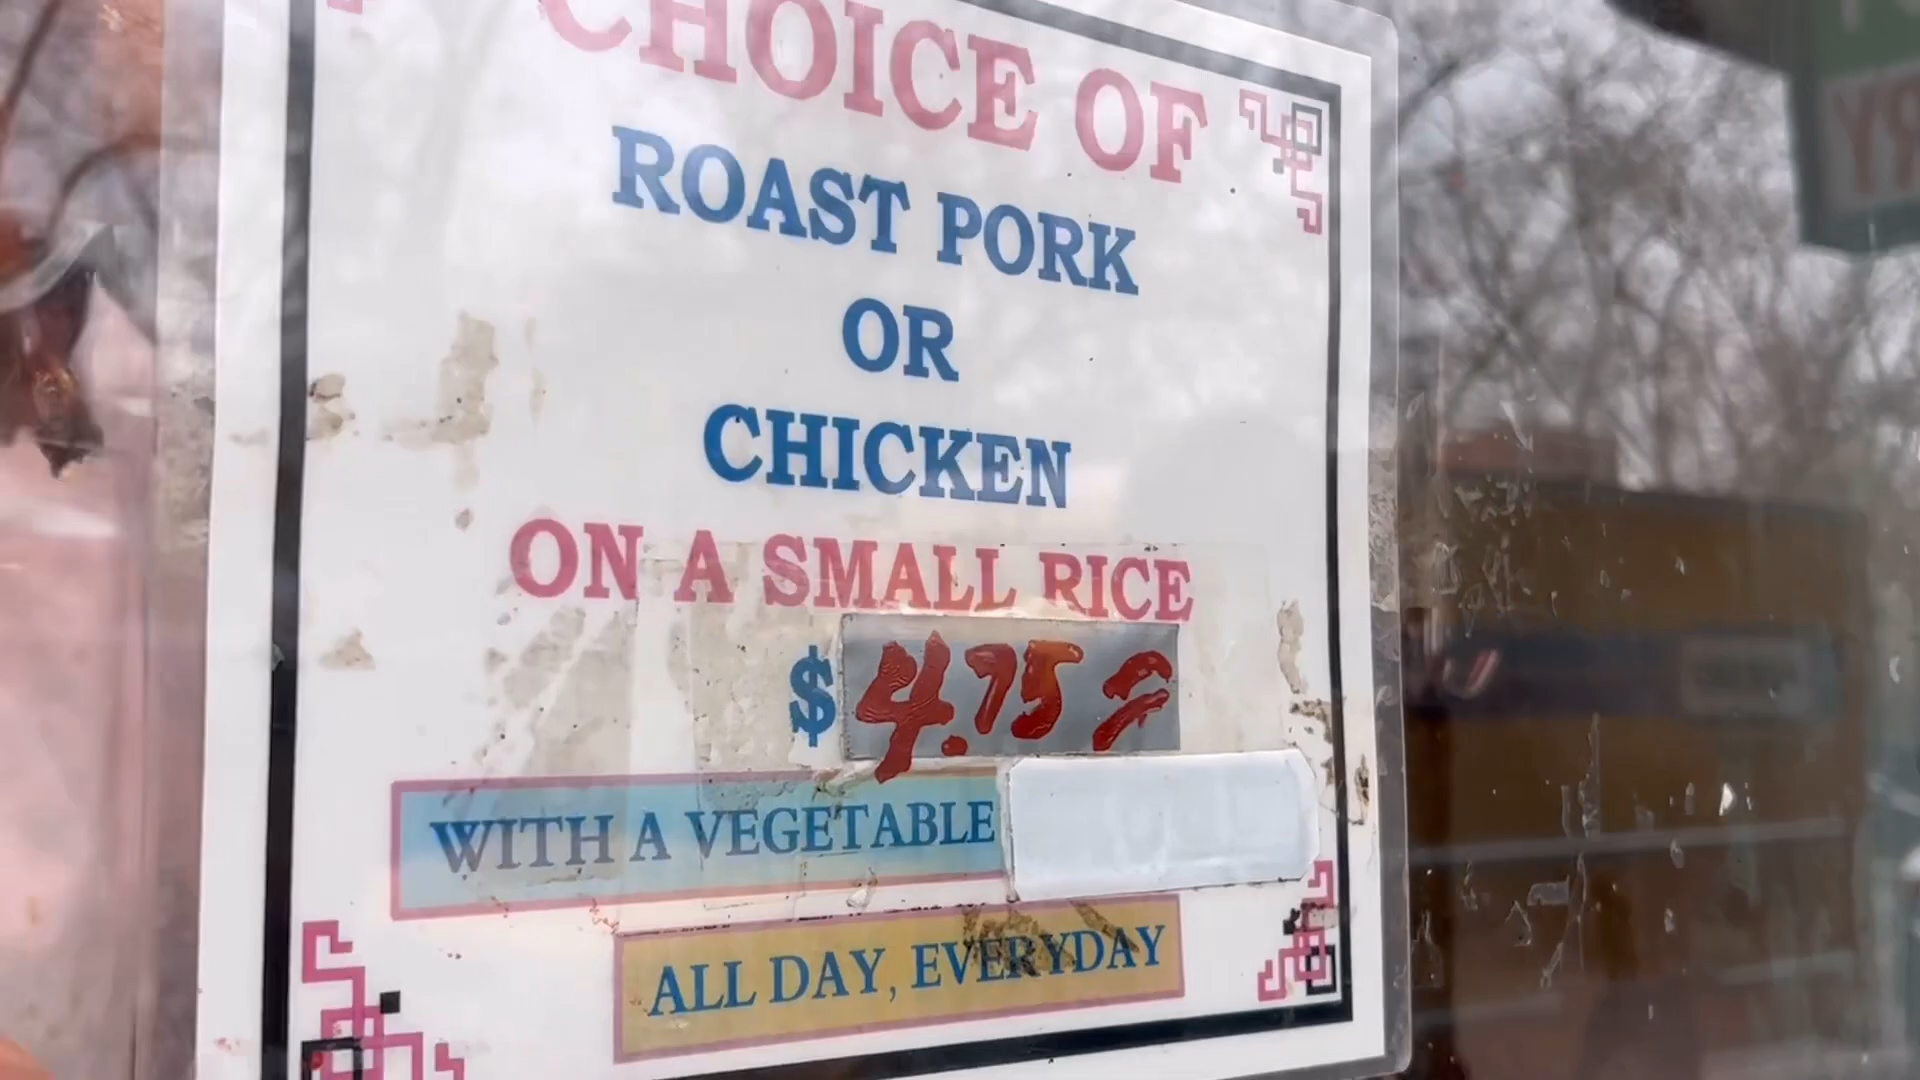 CHOICE OF
ROAST PORK
OR
CHICKEN
ON A SMALL RICE
$4.75
WITH A VEGETABLE
ALL DAY, EVERYDAY